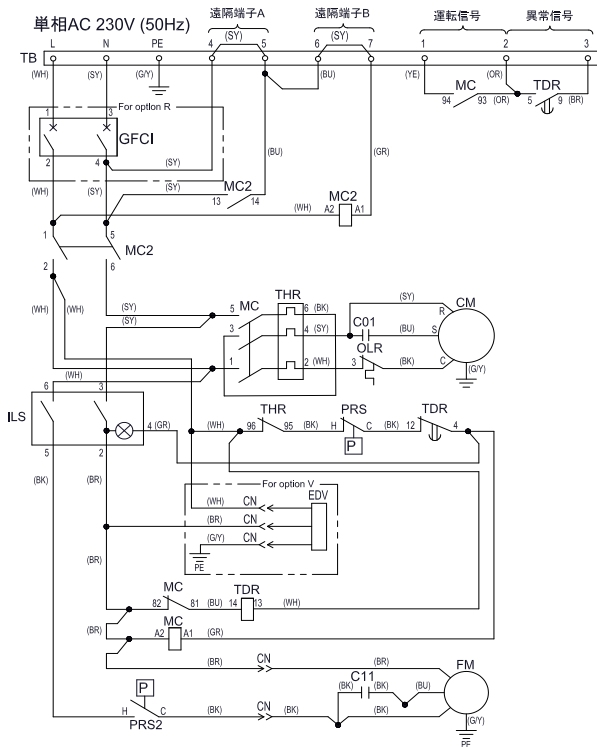 単相AC 230V (50Hz)
遠隔端子A
遠隔端子B
運転信号
異常信号
(SY)
(SY)
TB
L
N
PE
4
5
6
7
1
2
3
(WH)
(SY)
(G/Y)
(BU)
(YE)
(OR)
MC
TDR
94
93
(OR)
5
9
(BR)
For option R
1
3
GFCI
2
4
(SY)
(BU)
(GR)
(WH)
(SY)
(SY)
MC2
13
14
MC2
(WH)
A2
A1
1
5
MC2
2
6
(WH)
(WH)
(SY)
(SY)
MC
THR
5
6
(BK)
3
4
(SY)
1
2
(WH)
(SY)
C01
(BU)
OLR
3
(BK)
CM
R
S
C
(G/Y)
(WH)
6
3
ILS
4
(GR)
5
2
(BK)
(BR)
(WH)
THR
96
95
(BK)
PRS
H
C
P
(BK)
TDR
12
4
For option V
EDV
(WH)
CN
(BR)
CN
(G/Y)
CN
PE
(BR)
MC
82
81
(BU)
TDR
14
13
(WH)
MC
(BR)
A2
A1
(GR)
(BR)
CN
(BR)
FM
C11
(BK)
(BK)
(BU)
P
H
C
PRS2
(BK)
CN
(BK)
(BK)
(G/Y)
PE